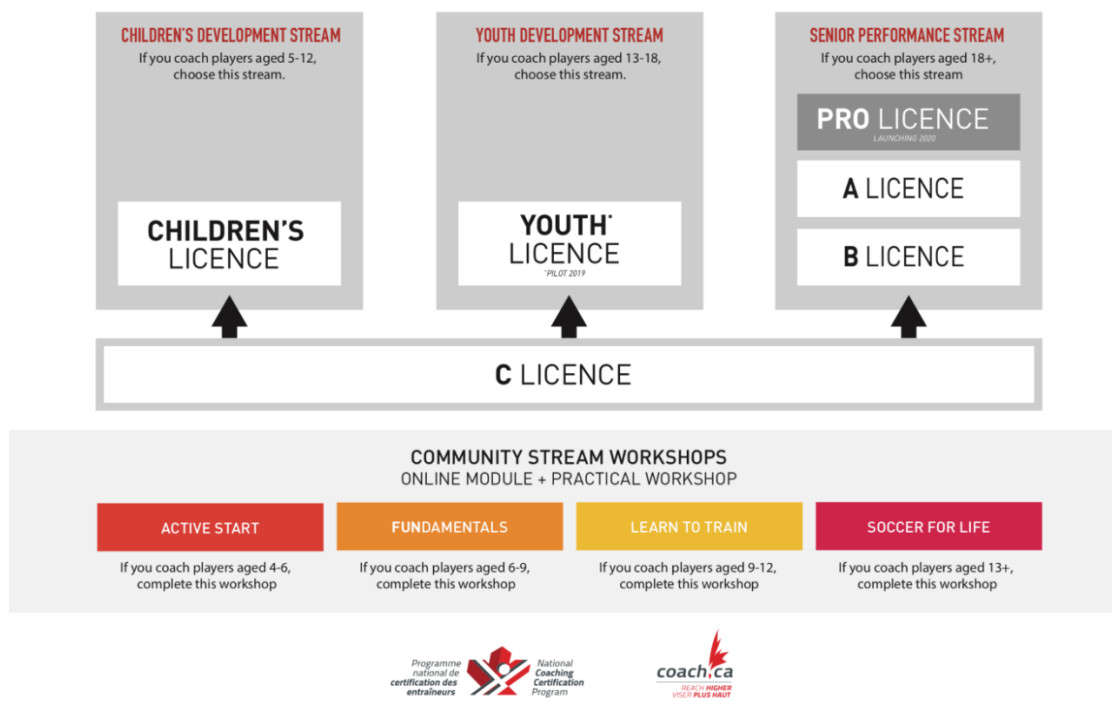 CHILDREN'S DEVELOPMENT STREAM
If you coach players aged 5-12,
choose this stream.
CHILDREN'S
LICENCE
YOUTH DEVELOPMENT STREAM
If you coach players aged 13-18,
choose this stream.
YOUTH*
LICENCE
*PILOT 2019
SENIOR PERFORMANCE STREAM
If you coach players aged 18+,
choose this stream
PRO LICENCE
LAUNCHING 2020
A LICENCE
B LICENCE
C LICENCE
COMMUNITY STREAM WORKSHOPS
ONLINE MODULE + PRACTICAL WORKSHOP
ACTIVE START
If you coach players aged 4-6,
complete this workshop
FUNDAMENTALS
If you coach players aged 6-9,
complete this workshop
LEARN TO TRAIN
If you coach players aged 9-12,
complete this workshop
SOCCER FOR LIFE
If you coach players aged 13+,
complete this workshop
Programme
national de
certification des
entraîneurs
National
Coaching
Certification
Program
coach.ca
REACH HIGHER
VISER PLUS HAUT